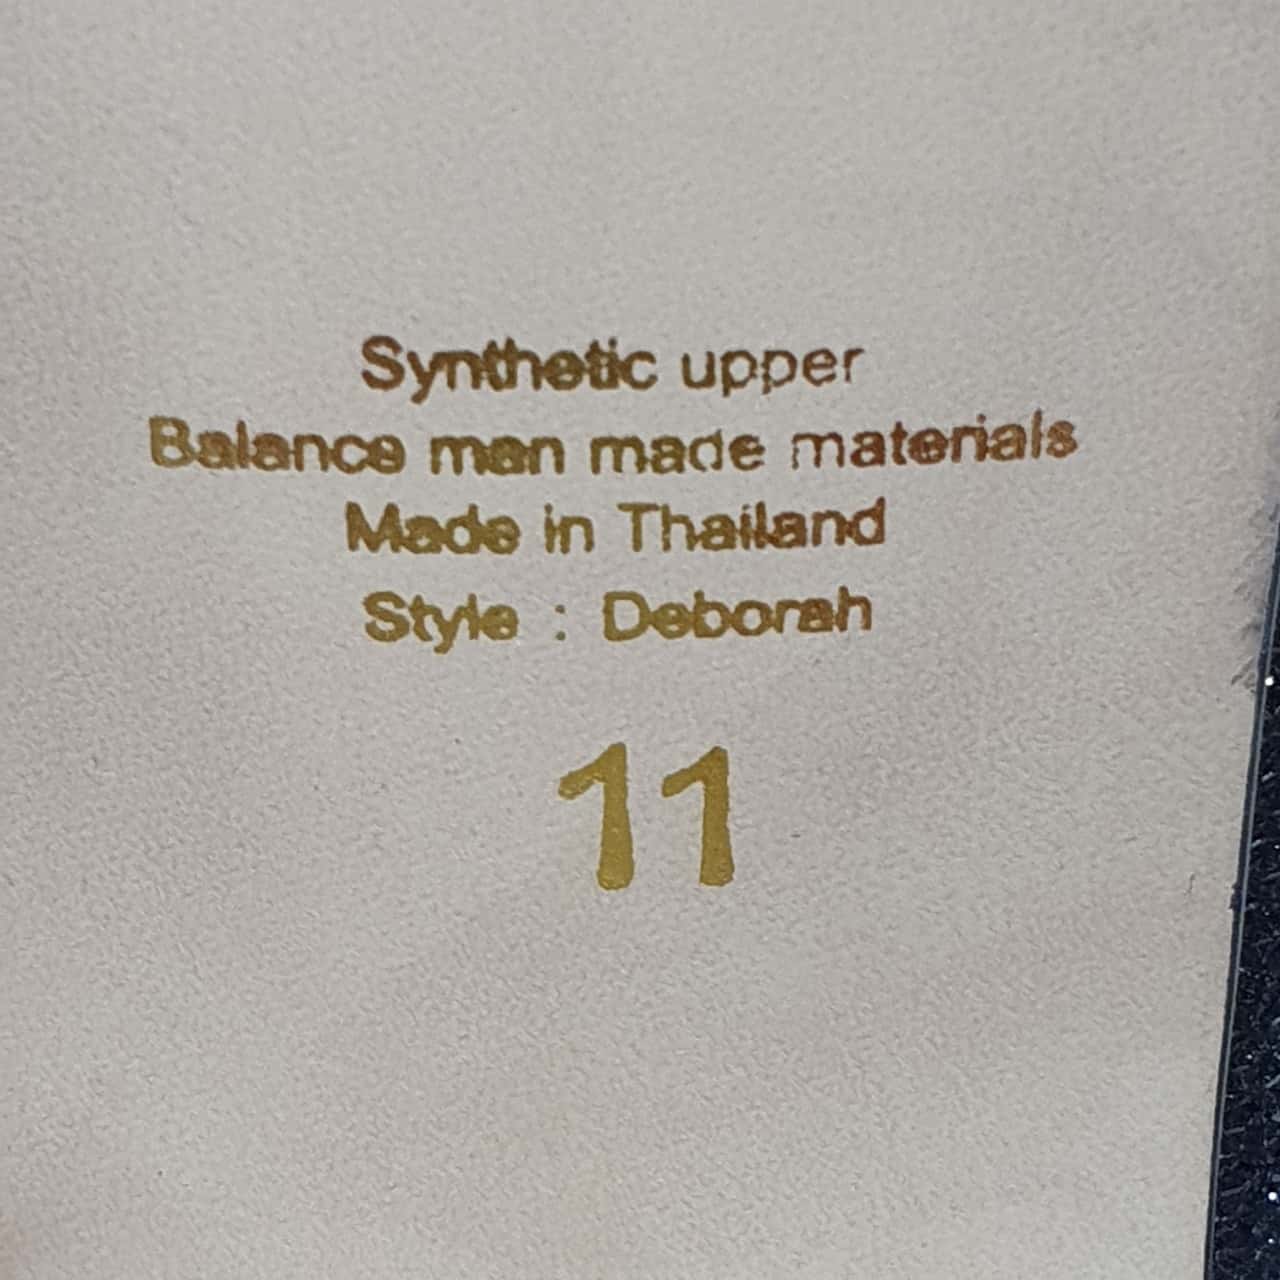 Synthetic upper
Balance man made materials
Made in Thailand
Style : Deborah
11